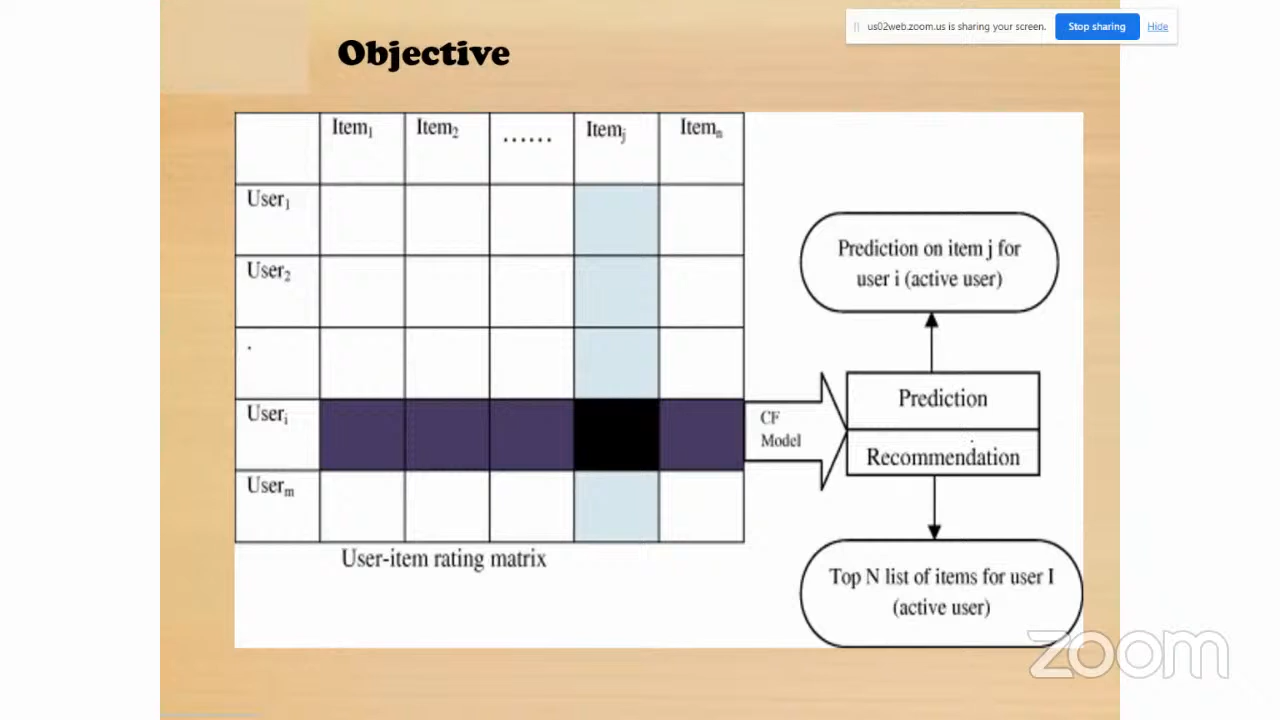 us02web.zoom.us is sharing your screen. Stop sharing Hide
Objective
Item₁ Item₂ ...... Itemⱼ Itemₙ
User₁
User₂
.
Userᵢ
Userₘ
User-item rating matrix
CF
Model
Prediction on item j for
user i (active user)
Prediction
Recommendation
Top N list of items for user I
(active user)
zoom